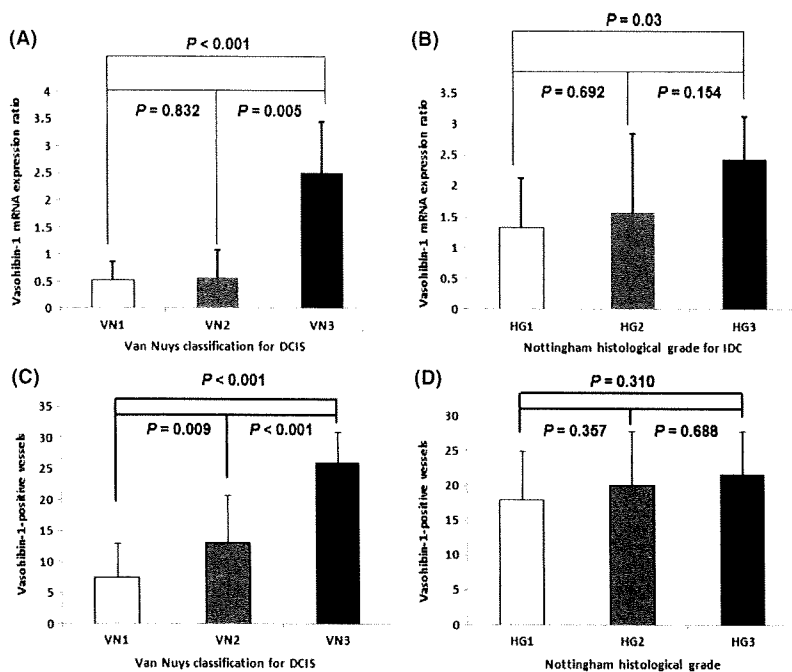 (A)
P < 0.001
P = 0.832
P = 0.005
Vasohibin-1 mRNA expression ratio
4
3.5
3
2.5
2
1.5
1
0.5
0
VN1
VN2
VN3
Van Nuys classification for DCIS
(B)
P = 0.03
P = 0.692
P = 0.154
Vasohibin-1 mRNA expression ratio
3.5
3
2.5
2
1.5
1
0.5
0
HG1
HG2
HG3
Nottingham histological grade for IDC
(C)
P < 0.001
P = 0.009
P < 0.001
Vasohibin-1-positive vessels
35
30
25
20
15
10
5
0
VN1
VN2
VN3
Van Nuys classification for DCIS
(D)
P = 0.310
P = 0.357
P = 0.688
Vasohibin-1-positive vessels
30
25
20
15
10
5
0
HG1
HG2
HG3
Nottingham histological grade